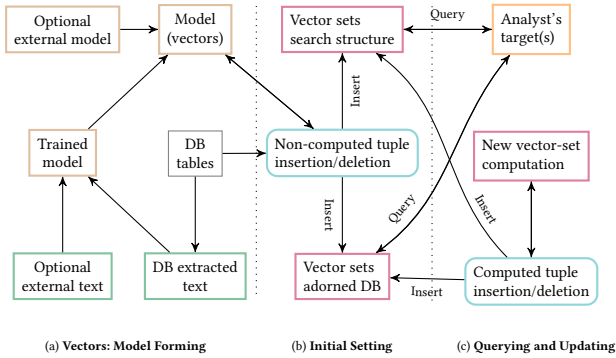 Optional
external model
Model
(vectors)
Vector sets
search structure
Query
Analyst's
target(s)
Insert
Trained
model
DB
tables
Non-computed tuple
insertion/deletion
New vector-set
computation
Insert
Query
Insert
Optional
external text
DB extracted
text
Vector sets
adorned DB
Insert
Computed tuple
insertion/deletion
(a) Vectors: Model Forming
(b) Initial Setting
(c) Querying and Updating